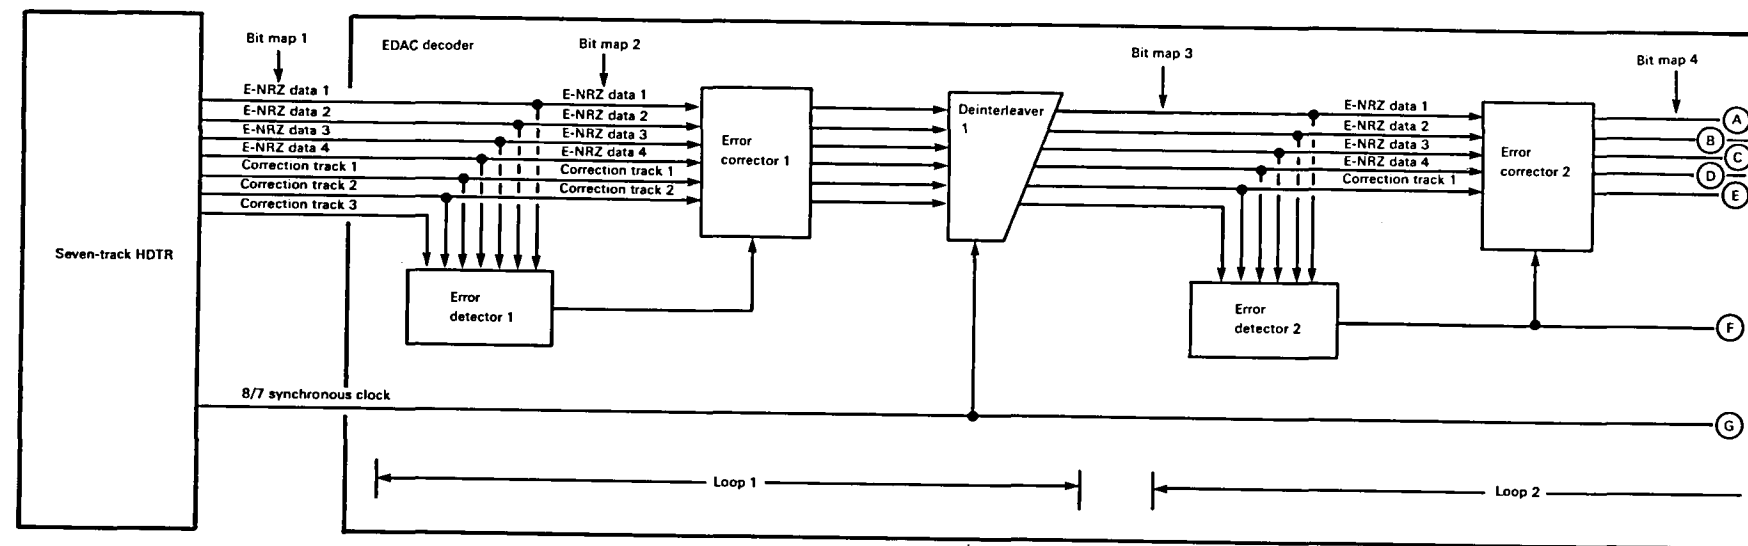 Bit map 1
EDAC decoder
Bit map 2
Bit map 3
Bit map 4
E-NRZ data 1
E-NRZ data 2
E-NRZ data 3
E-NRZ data 4
Correction track 1
Correction track 2
Correction track 3
E-NRZ data 1
E-NRZ data 2
E-NRZ data 3
E-NRZ data 4
Correction track 1
Correction track 2
Error
corrector 1
Deinterleaver
1
E-NRZ data 1
E-NRZ data 2
E-NRZ data 3
E-NRZ data 4
Correction track 1
Error
corrector 2
A
B
C
D
E
Seven-track HDTR
Error
detector 1
Error
detector 2
F
8/7 synchronous clock
G
Loop 1
Loop 2